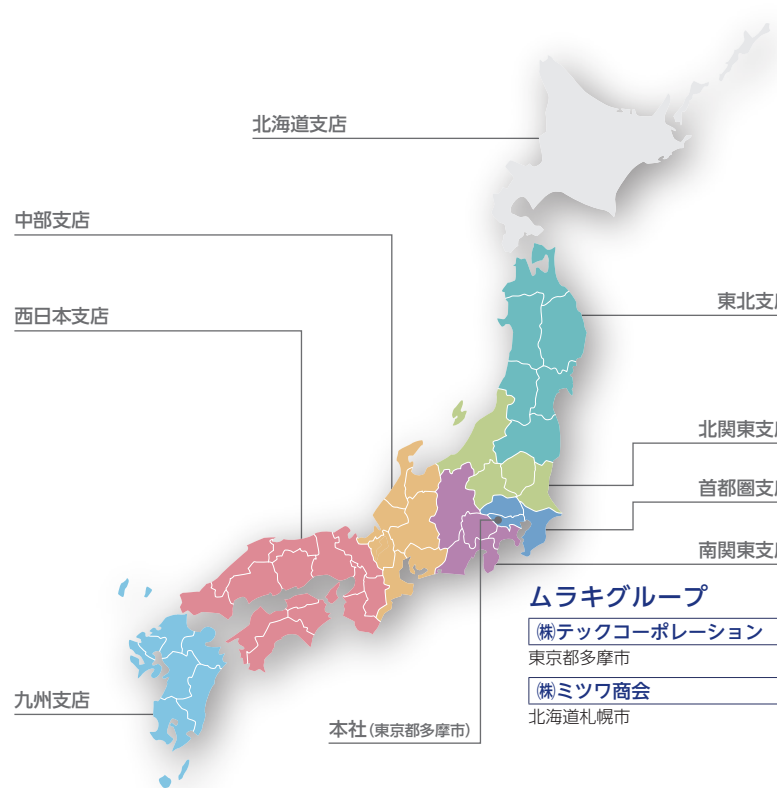 北海道支店
中部支店
西日本支店
東北支店
北関東支店
首都圏支店
南関東支店
ムラキグループ
㈱テックコーポレーション
東京都多摩市
㈱ミツワ商会
北海道札幌市
九州支店
本社(東京都多摩市)